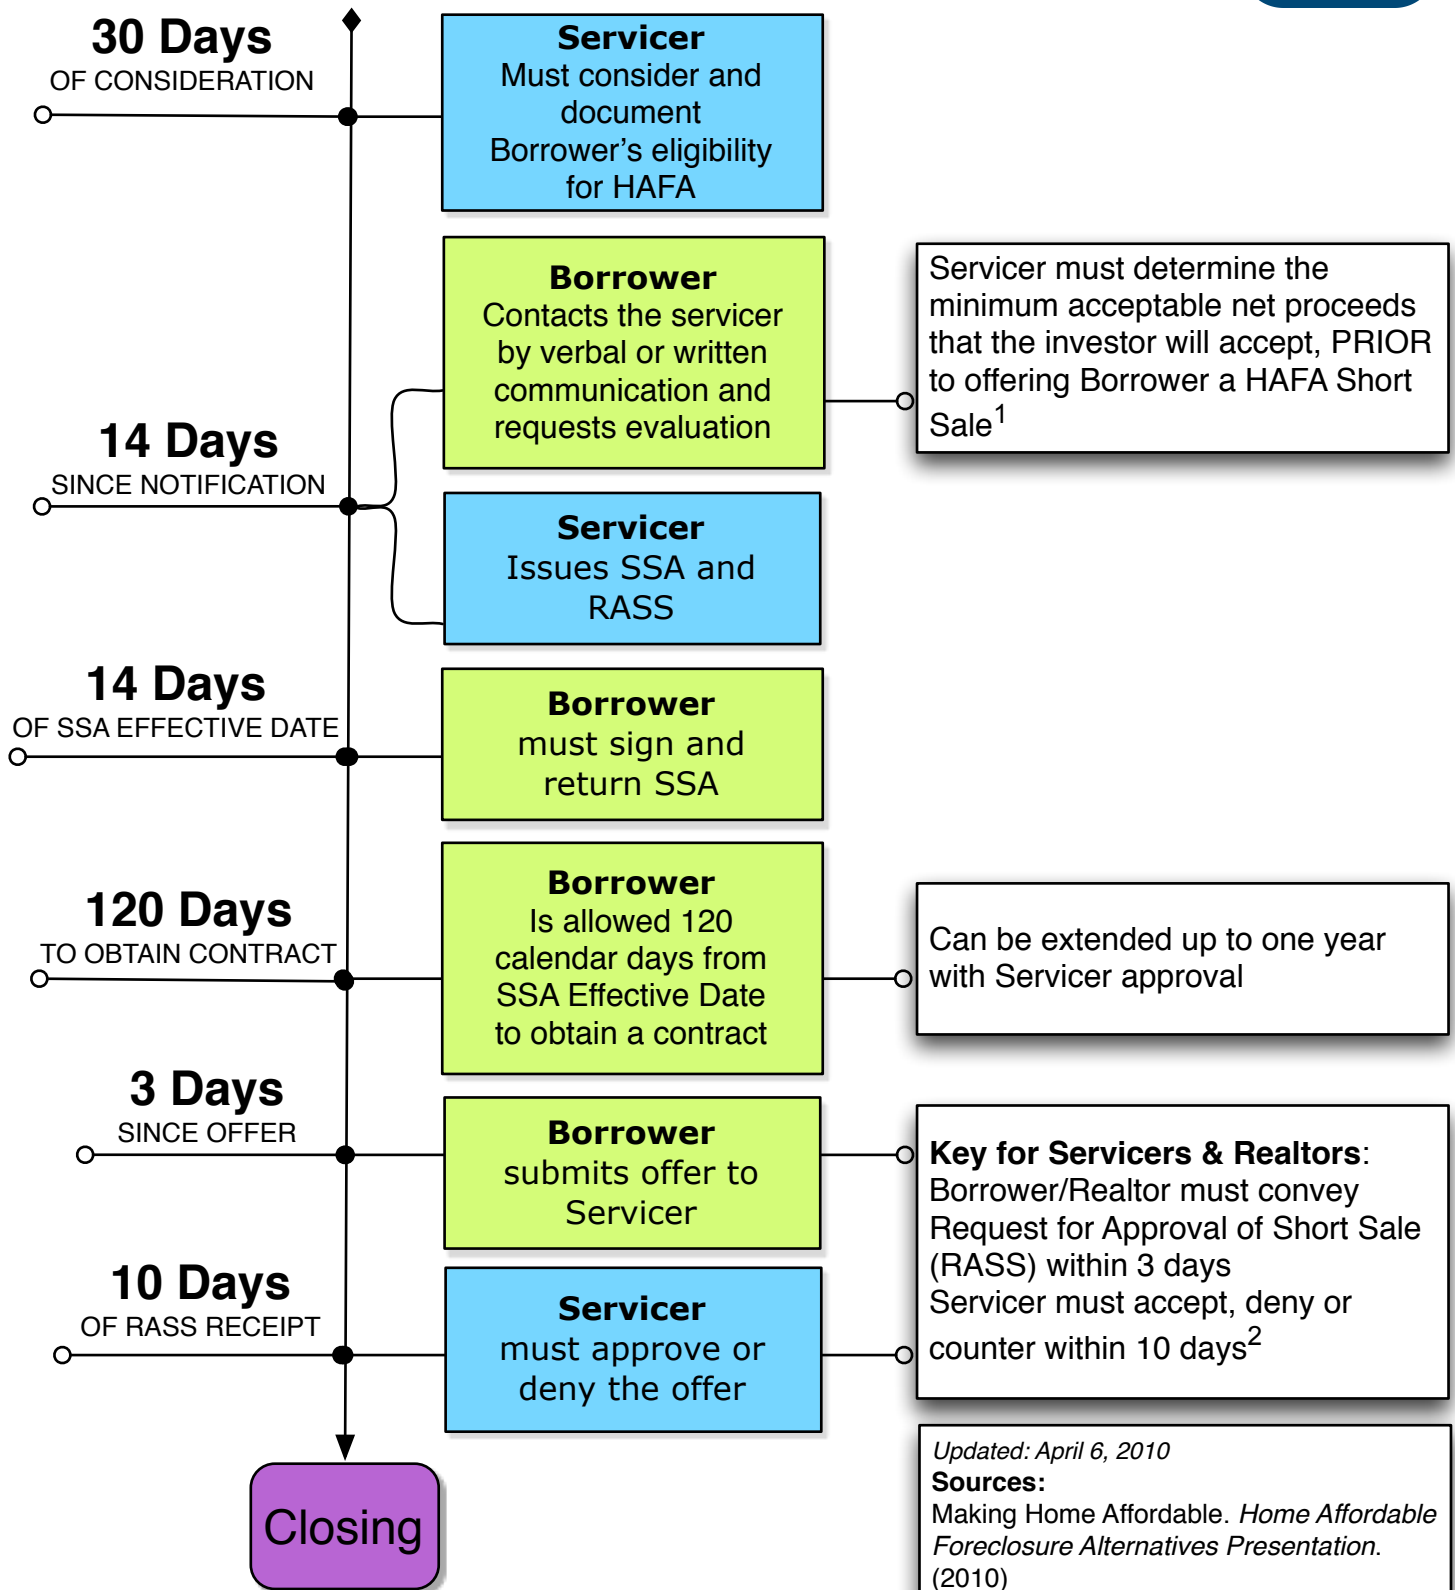 30 Days
OF CONSIDERATION
Servicer
Must consider and
document
Borrower’s eligibility
for HAFA
Borrower
Contacts the servicer
by verbal or written
communication and
requests evaluation
Servicer must determine the
minimum acceptable net proceeds
that the investor will accept, PRIOR
to offering Borrower a HAFA Short
Sale1
14 Days
SINCE NOTIFICATION
Servicer
Issues SSA and
RASS
14 Days
OF SSA EFFECTIVE DATE
Borrower
must sign and
return SSA
120 Days
TO OBTAIN CONTRACT
Borrower
Is allowed 120
calendar days from
SSA Effective Date
to obtain a contract
Can be extended up to one year
with Servicer approval
3 Days
SINCE OFFER
Borrower
submits offer to
Servicer
Key for Servicers & Realtors:
Borrower/Realtor must convey
Request for Approval of Short Sale
(RASS) within 3 days
Servicer must accept, deny or
counter within 10 days2
10 Days
OF RASS RECEIPT
Servicer
must approve or
deny the offer
Closing
Updated: April 6, 2010
Sources:
Making Home Affordable. Home Affordable
Foreclosure Alternatives Presentation.
(2010)